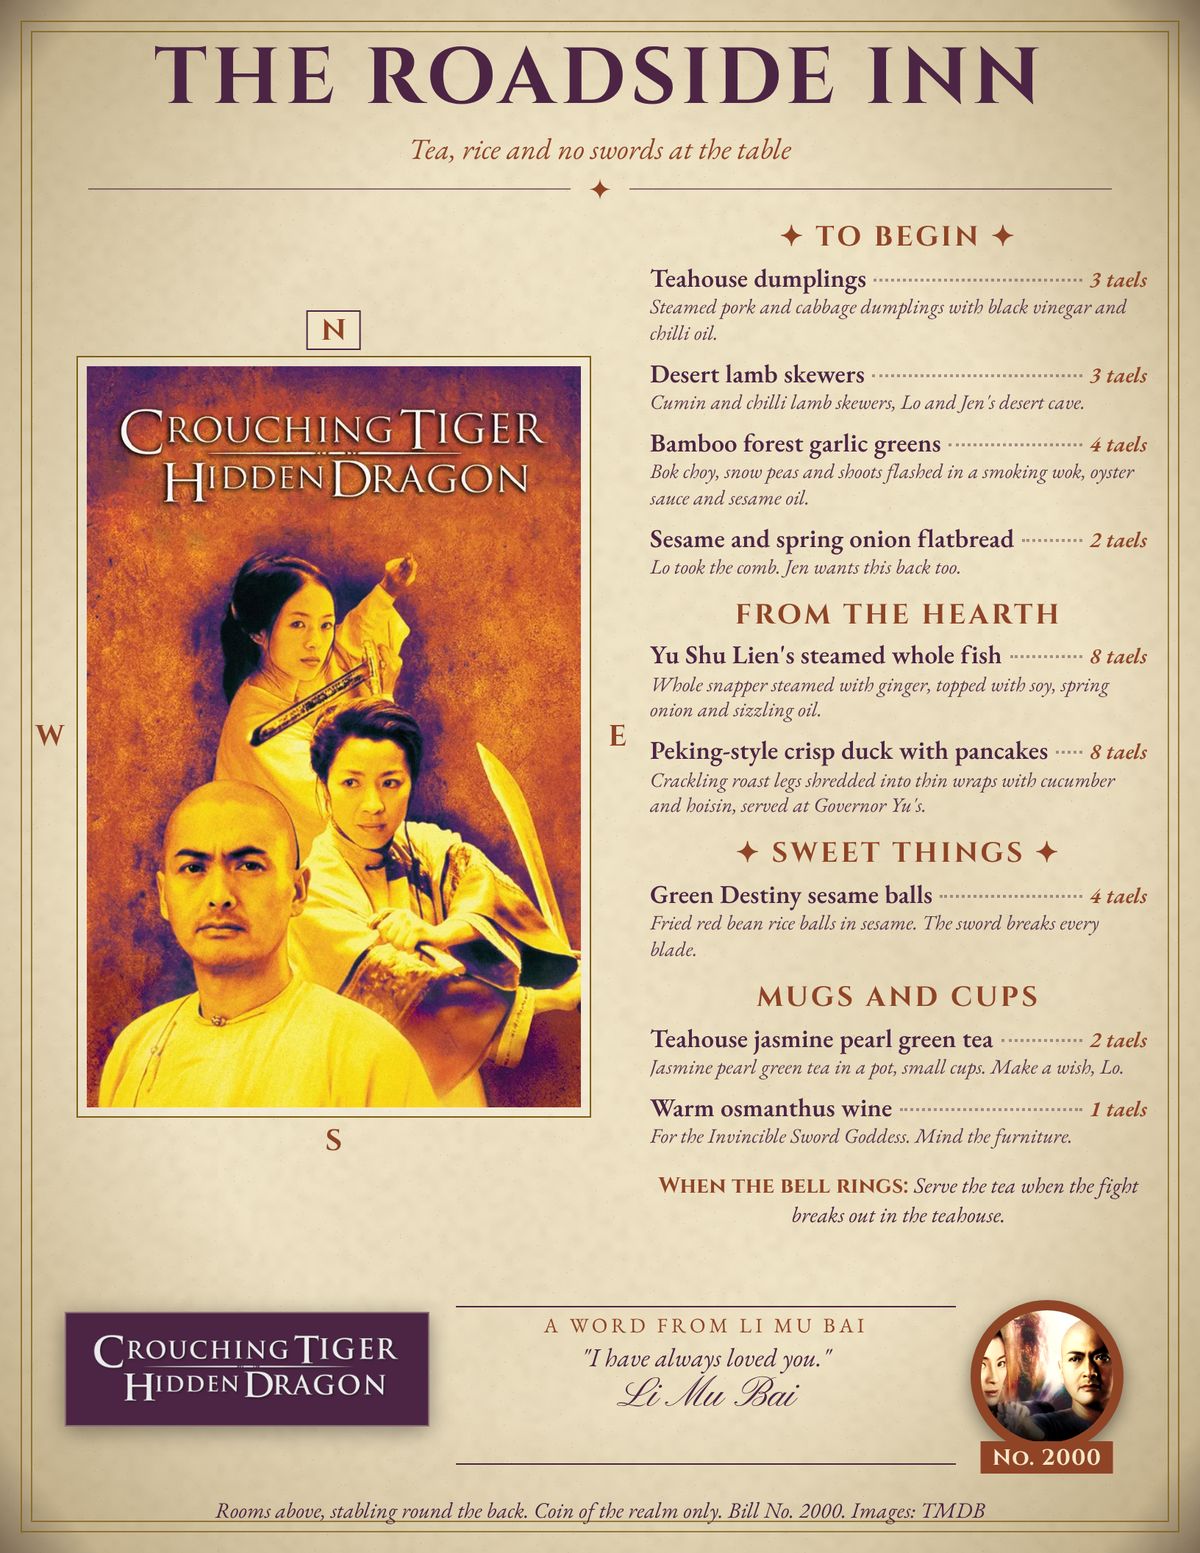 THE ROADSIDE INN
Tea, rice and no swords at the table
N
CROUCHING TIGER
HIDDEN DRAGON
W
E
S
✦ TO BEGIN ✦
Teahouse dumplings 3 taels
Steamed pork and cabbage dumplings with black vinegar and
chilli oil.
Desert lamb skewers 3 taels
Cumin and chilli lamb skewers, Lo and Jen's desert cave.
Bamboo forest garlic greens 4 taels
Bok choy, snow peas and shoots flashed in a smoking wok, oyster
sauce and sesame oil.
Sesame and spring onion flatbread 2 taels
Lo took the comb. Jen wants this back too.
FROM THE HEARTH
Yu Shu Lien's steamed whole fish 8 taels
Whole snapper steamed with ginger, topped with soy, spring
onion and sizzling oil.
Peking-style crisp duck with pancakes 8 taels
Crackling roast legs shredded into thin wraps with cucumber
and hoisin, served at Governor Yu's.
✦ SWEET THINGS ✦
Green Destiny sesame balls 4 taels
Fried red bean rice balls in sesame. The sword breaks every
blade.
MUGS AND CUPS
Teahouse jasmine pearl green tea 2 taels
Jasmine pearl green tea in a pot, small cups. Make a wish, Lo.
Warm osmanthus wine 1 taels
For the Invincible Sword Goddess. Mind the furniture.
WHEN THE BELL RINGS: Serve the tea when the fight
breaks out in the teahouse.
CROUCHING TIGER
HIDDEN DRAGON
A WORD FROM LI MU BAI
"I have always loved you."
Li Mu Bai
NO. 2000
Rooms above, stabling round the back. Coin of the realm only. Bill No. 2000. Images: TMDB